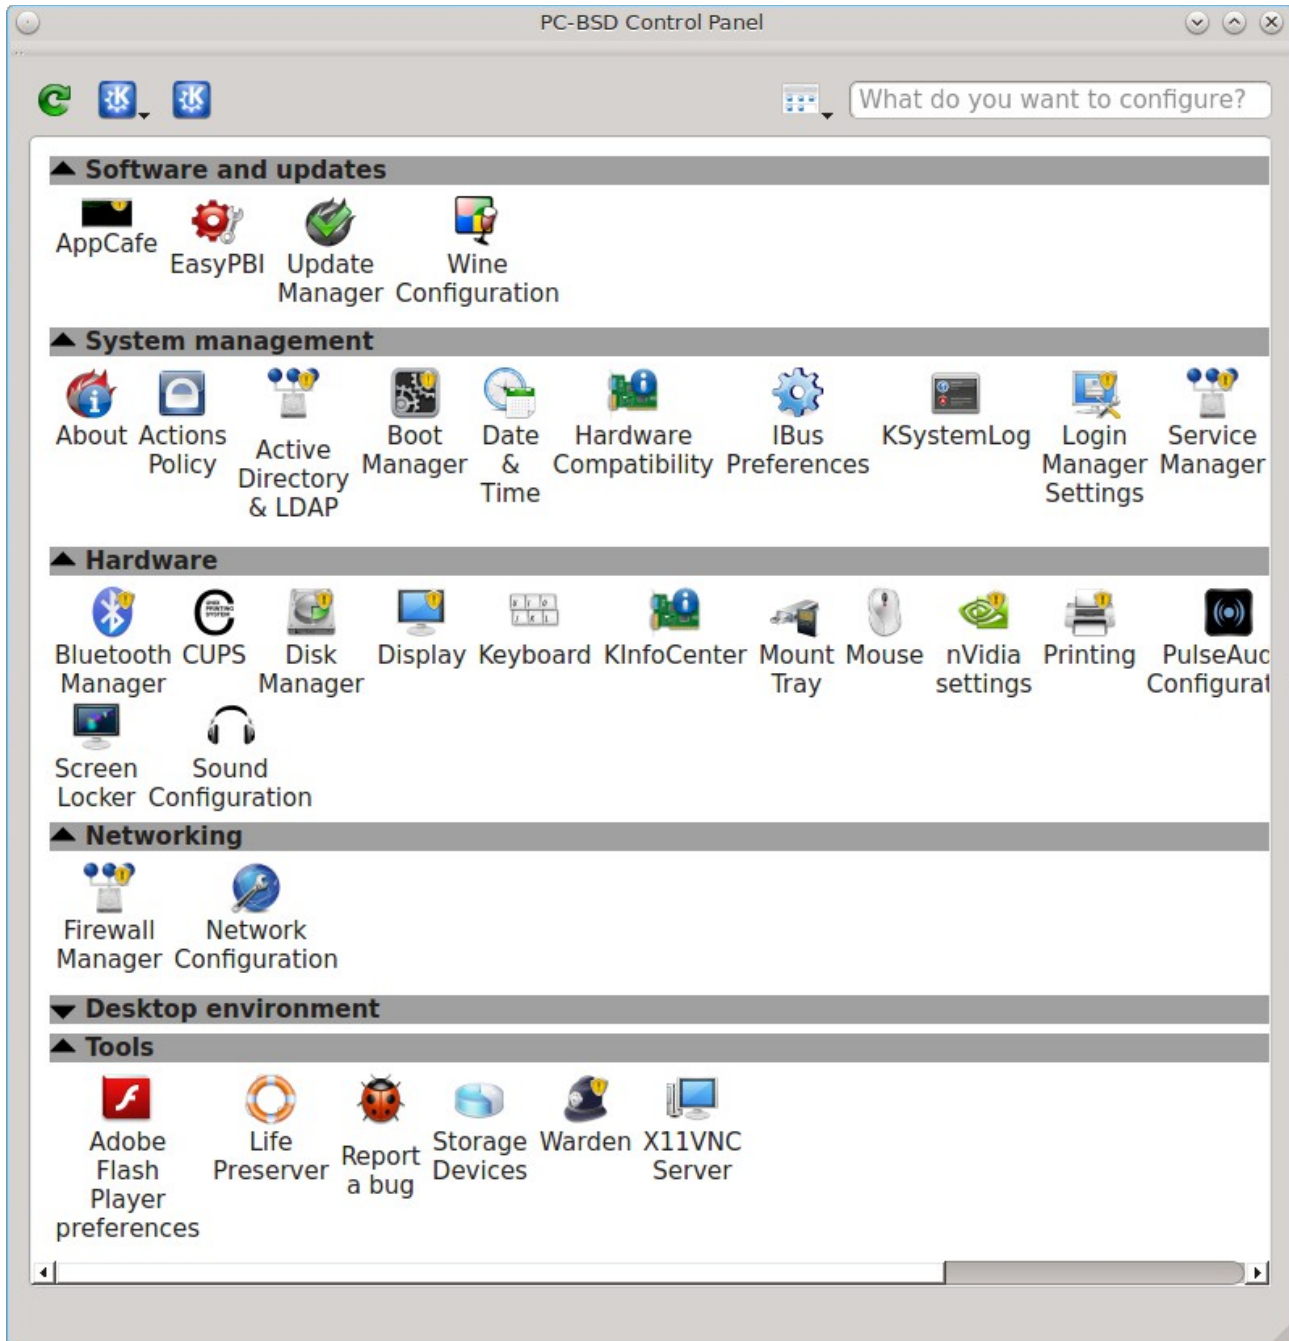 PC-BSD Control Panel
What do you want to configure?
Software and updates
AppCafe EasyPBI Update Wine
Manager Configuration
System management
About Actions Active Boot Date Hardware IBus KSystemLog Login Service
Policy Directory Manager & Compatibility Preferences Manager Manager
& LDAP Time Settings
Hardware
Bluetooth CUPS Disk Display Keyboard KInfoCenter Mount Mouse nVidia Printing PulseAud
Manager Manager Tray settings Configurat
Screen Sound
Locker Configuration
Networking
Firewall Network
Manager Configuration
Desktop environment
Tools
Adobe Life Report Storage Warden X11VNC
Flash Preserver a bug Devices Server
Player
preferences